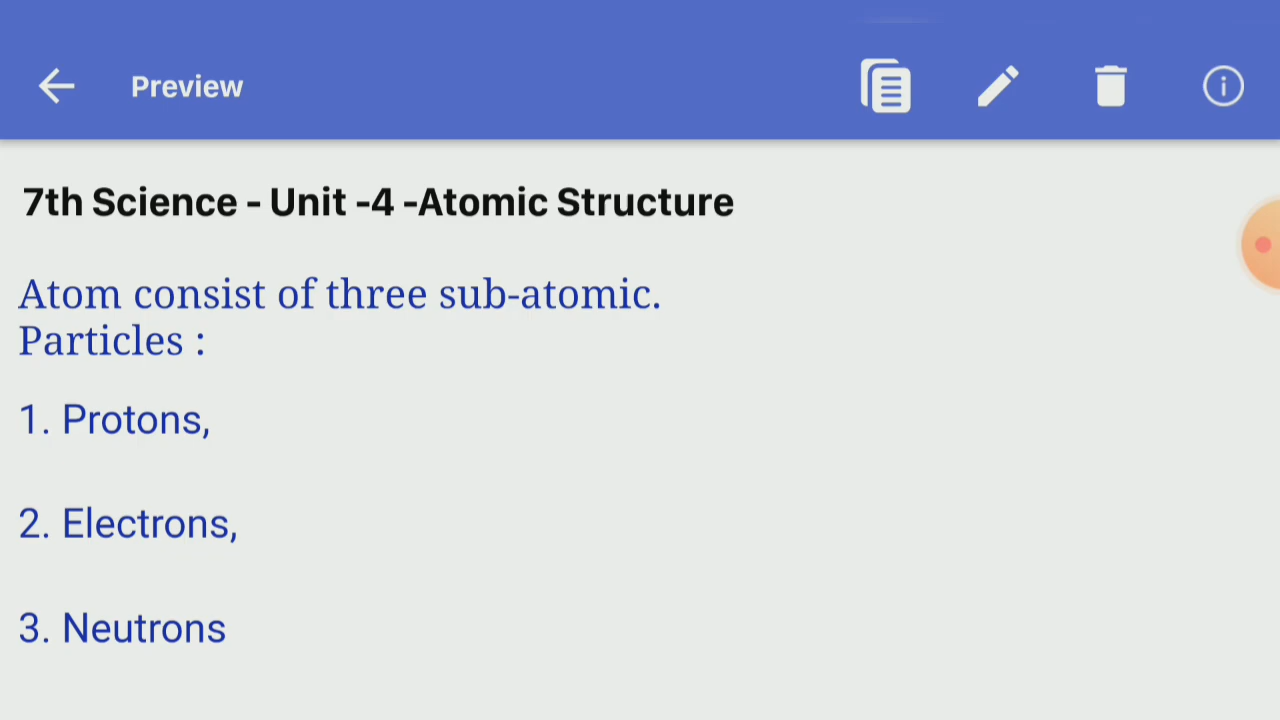 Preview
7th Science - Unit -4 -Atomic Structure
Atom consist of three sub-atomic.
Particles :
1. Protons,
2. Electrons,
3. Neutrons